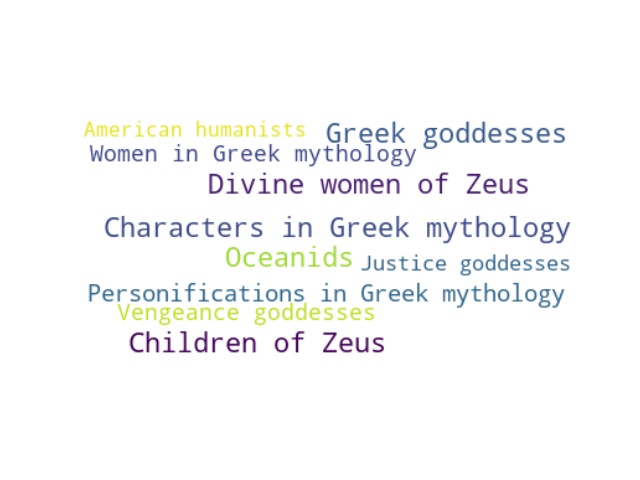 American humanists
Greek goddesses
Women in Greek mythology
Divine women of Zeus
Characters in Greek mythology
Oceanids
Justice goddesses
Personifications in Greek mythology
Vengeance goddesses
Children of Zeus